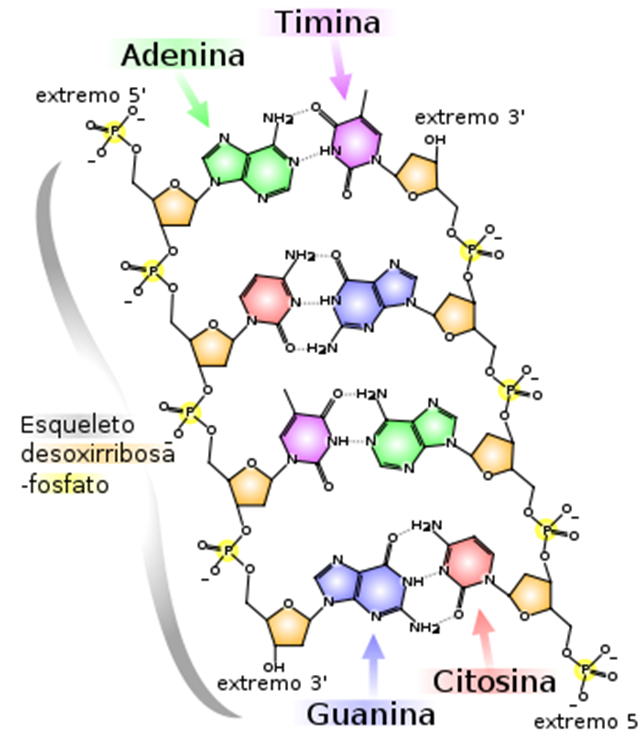 Timina
Adenina
extremo 5'
extremo 3'
OH
P
O
O
−
−
O
O
NH2
O
N
N
N
HN
N
N
N
O
O
O
O
O
P
O
−
O
O
P
O
−
O
O
NH2
O
N
N
HN
N
N
N
O
H2N
O
O
O
P
O
−
O
O
P
O
−
O
O
O
H2N
N
NH
N
N
N
N
O
O
O
Esqueleto
desoxirribosa
-fosfato
O
P
O
−
O
O
P
O
−
O
O
O
H2N
N
NH
N
N
N
N
NH2
O
O
O
OH
O
P
O
−
O
−
extremo 3'
Citosina
Guanina
extremo 5